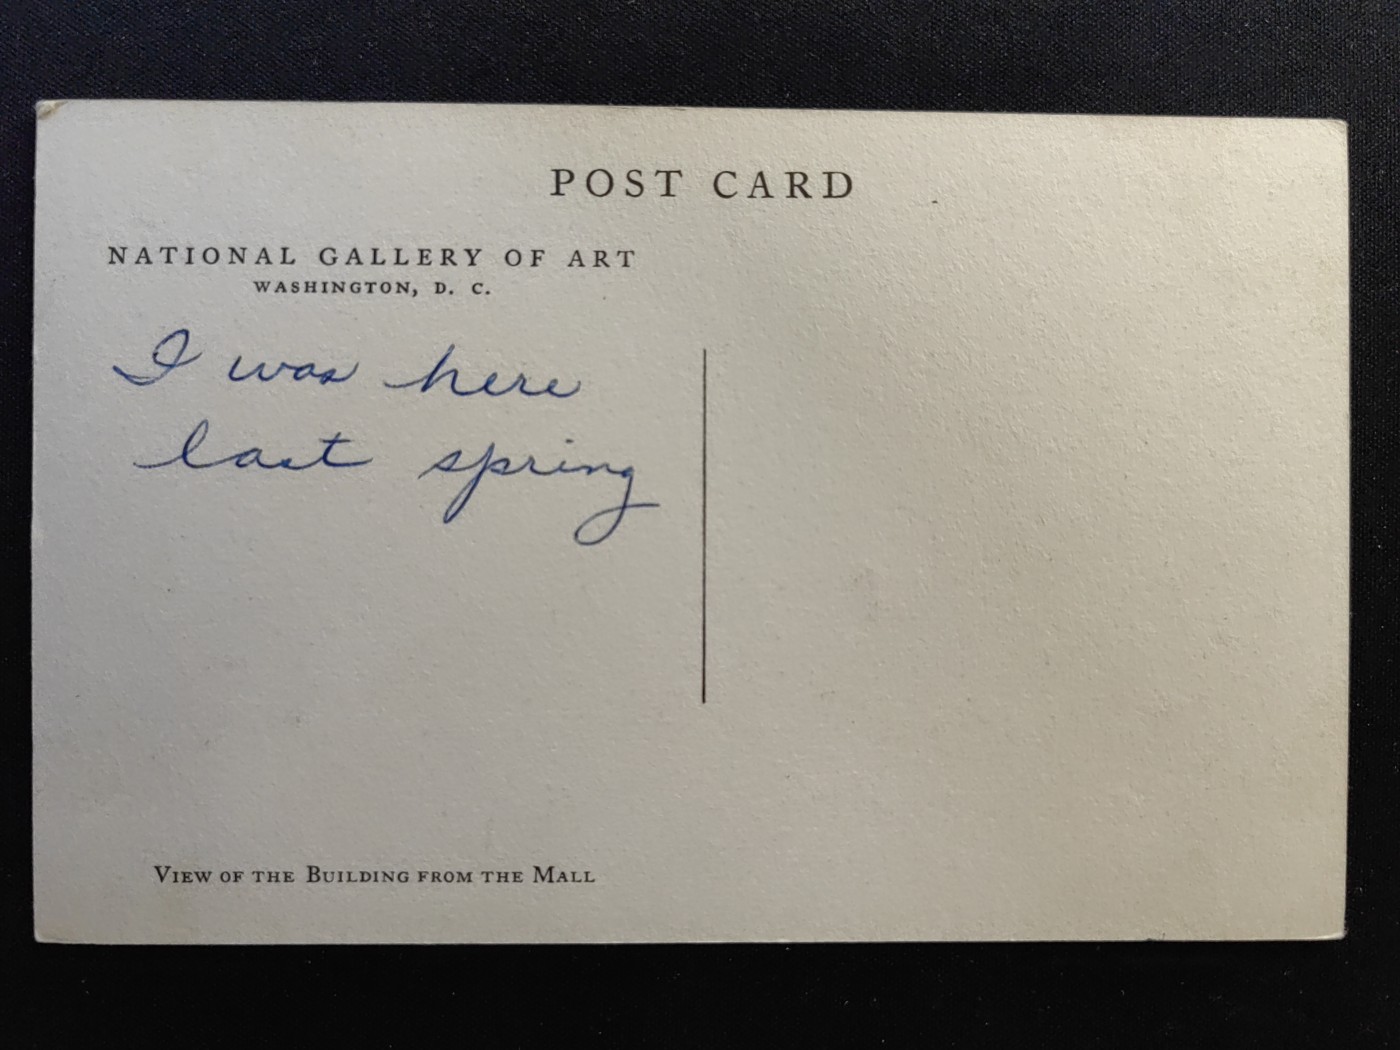 POST CARD
NATIONAL GALLERY OF ART
WASHINGTON, D. C.
I was here
last spring
VIEW OF THE BUILDING FROM THE MALL